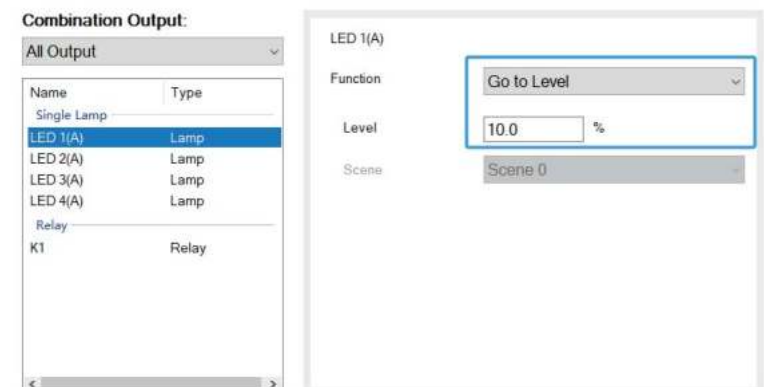 Combination Output:
All Output
Name Type
Single Lamp
LED 1(A) Lamp
LED 2(A) Lamp
LED 3(A) Lamp
LED 4(A) Lamp
Relay
K1 Relay
LED 1(A)
Function Go to Level
Level 10.0 %
Scene Scene 0